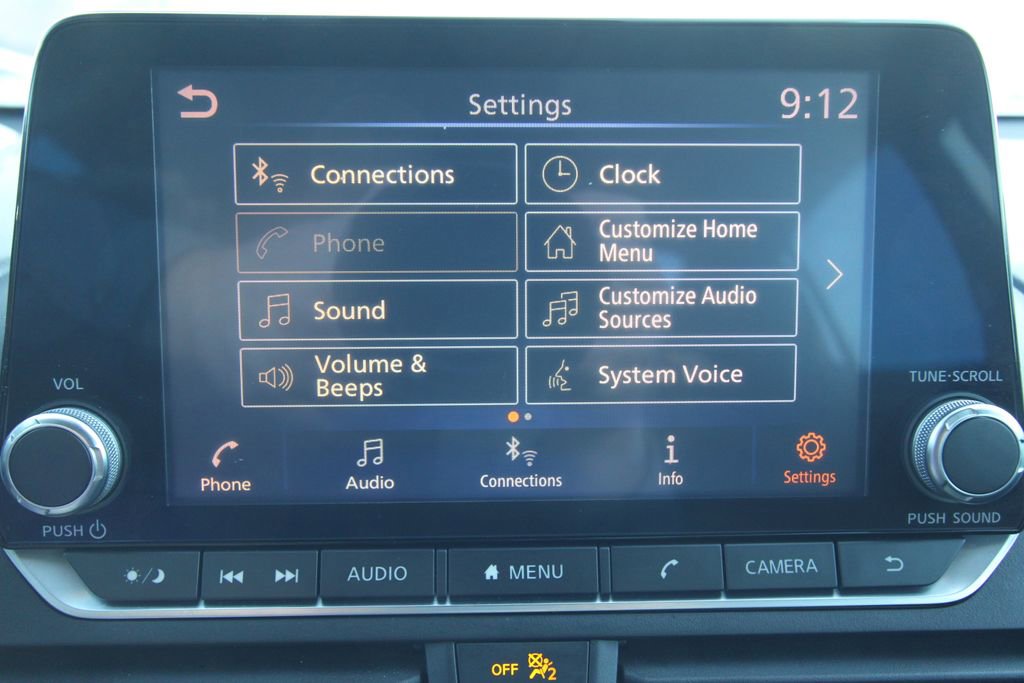 Settings
9:12
Connections
Clock
Phone
Customize Home
Menu
Sound
Customize Audio
Sources
Volume &
Beeps
System Voice
VOL
TUNE·SCROLL
Phone
Audio
Connections
Info
Settings
PUSH
PUSH SOUND
AUDIO
MENU
CAMERA
OFF
2